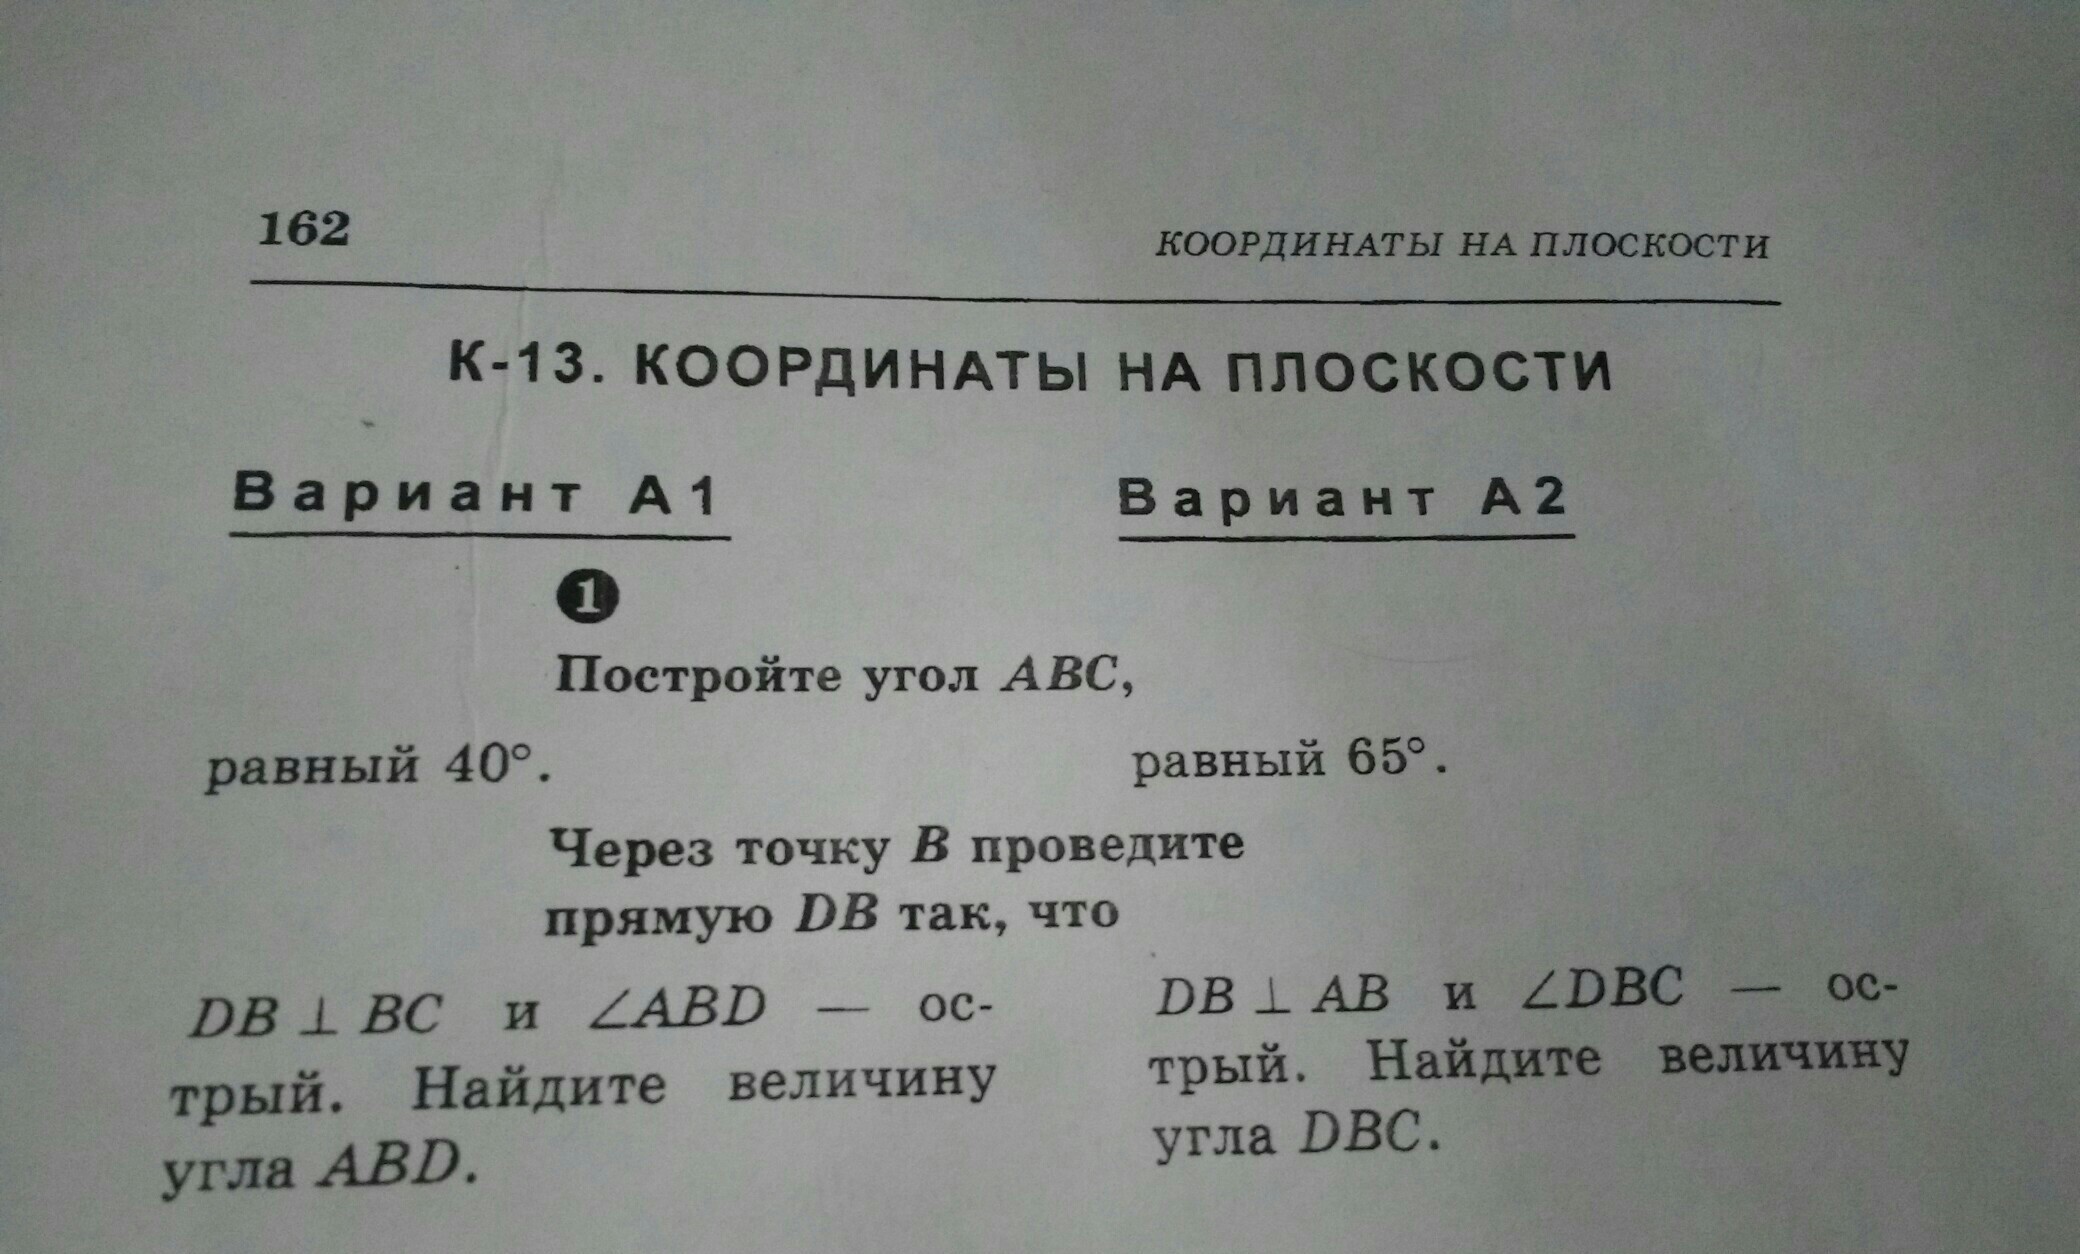 162
КООРДИНАТЫ НА ПЛОСКОСТИ
К-13. КООРДИНАТЫ НА ПЛОСКОСТИ
Вариант А1
Вариант А2
1
Постройте угол ABC,
равный 40°.
равный 65°.
Через точку B проведите
прямую DB так, что
DB ⊥ BC и ∠ABD — ос-
трый. Найдите величину
угла ABD.
DB ⊥ AB и ∠DBC — ос-
трый. Найдите величину
угла DBC.